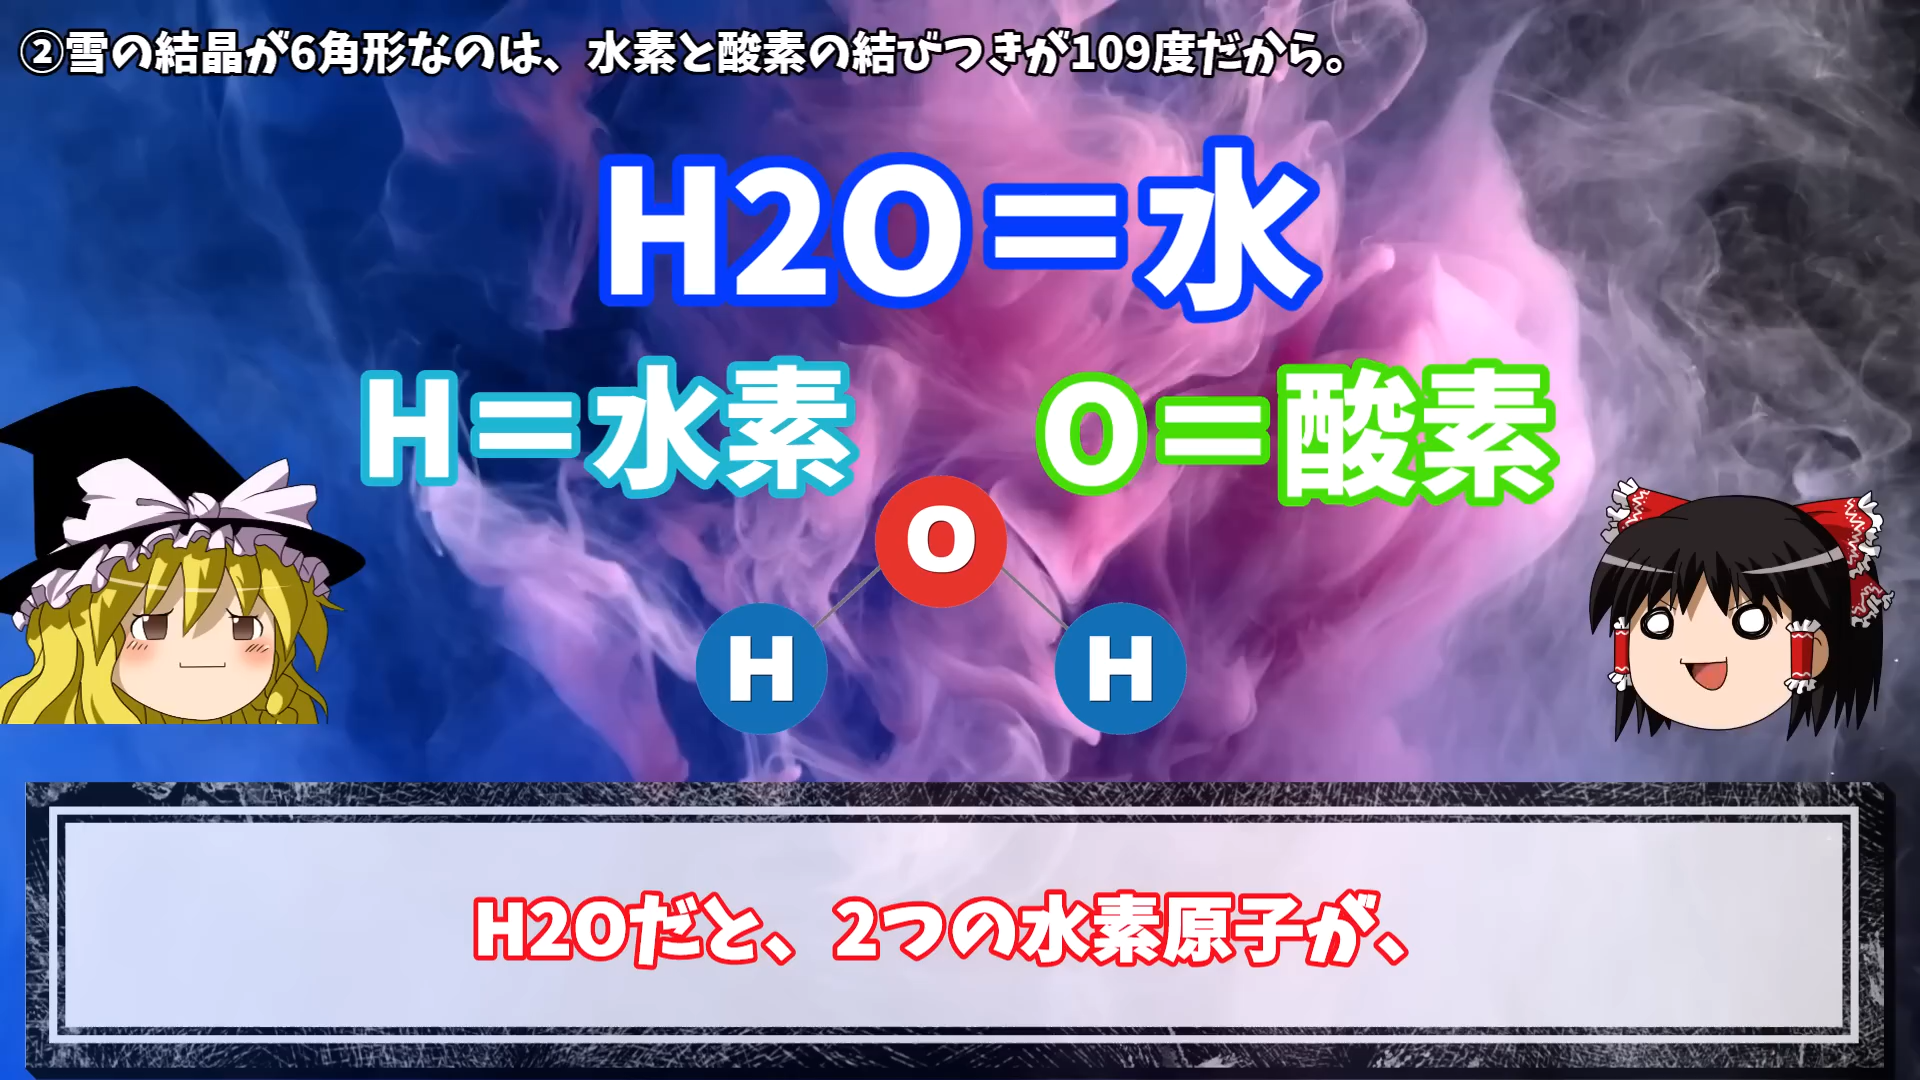 ②雪の結晶が6角形なのは、水素と酸素の結びつきが109度だから。
H2O＝水
H＝水素
O＝酸素
O
H
H
H2Oだと、2つの水素原子が、